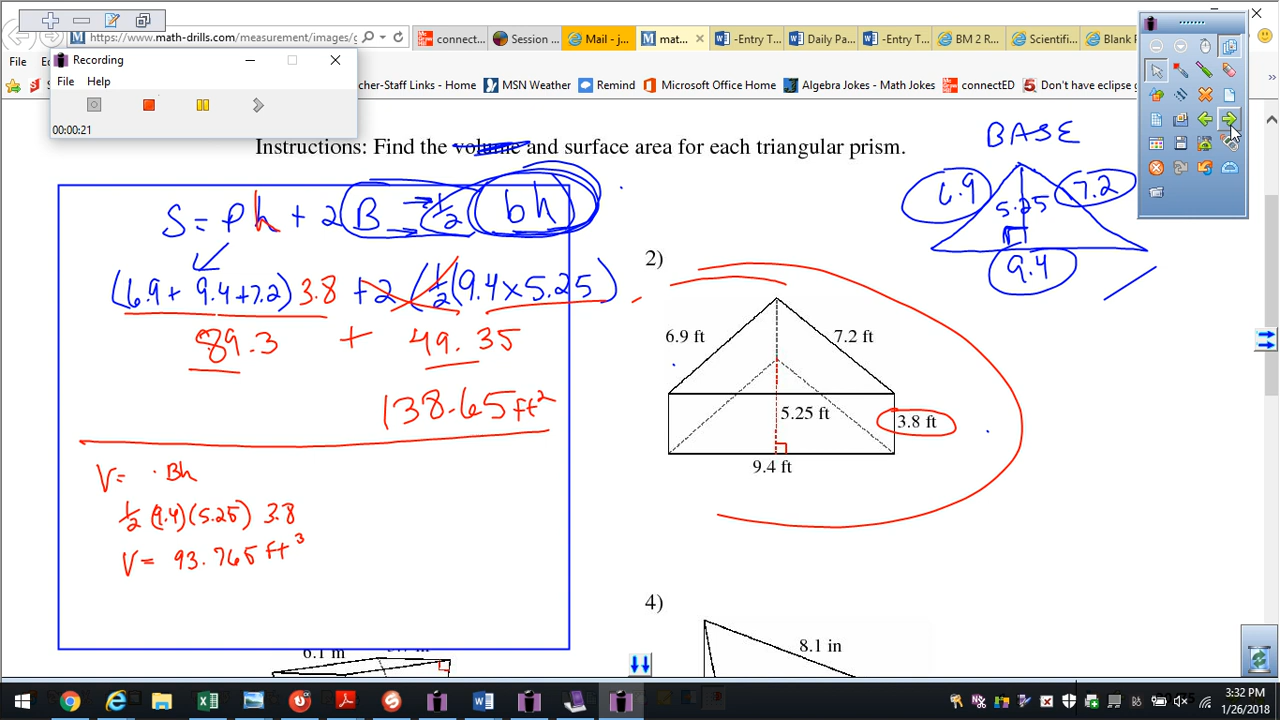 https://www.math-drills.com/measurement/images/g
connect...
Session ...
Mail - j...
mat...
-Entry T...
Daily Pa...
-Entry T...
BM 2 R
Scientifi...
Blank F
File
Recording
File Help
00:00:21
cher-Staff Links - Home
MSN Weather
Remind
Microsoft Office Home
Algebra Jokes + Math Jokes
connectED
Don't have eclipse g
Instructions: Find the volume and surface area for each triangular prism.
BASE
6.9
7.2
5.25
9.4
S = Ph + 2 B → 1/2 bh
(6.9 + 9.4 + 7.2) 3.8 + 2 (1/2 (9.4 x 5.25)
89.3 + 49.35
138.65 ft²
V = · Bh
1/2 (9.4)(5.25) 3.8
V = 93.765 ft³
2)
6.9 ft
7.2 ft
5.25 ft
3.8 ft
9.4 ft
4)
8.1 in
6.1 m
3:32 PM
1/26/2018